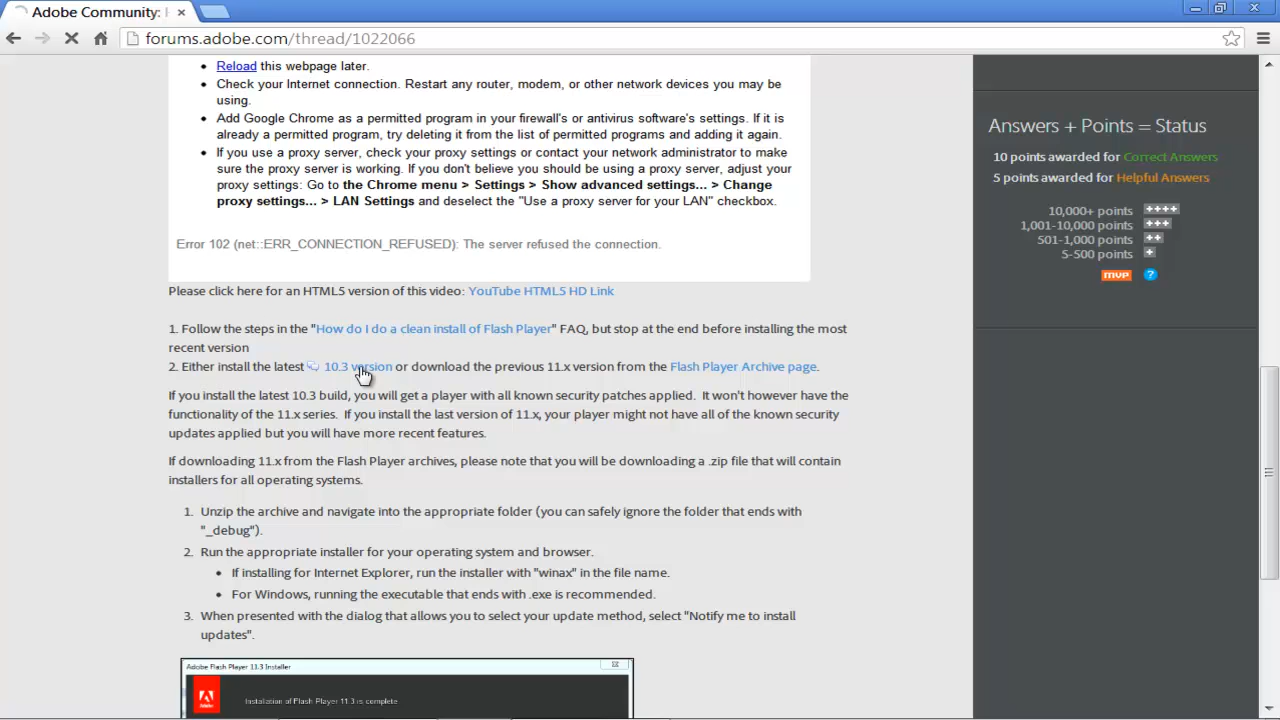 Adobe Community:
forums.adobe.com/thread/1022066
Reload this webpage later.
Check your Internet connection. Restart any router, modem, or other network devices you may be
using.
Add Google Chrome as a permitted program in your firewall's or antivirus software's settings. If it is
already a permitted program, try deleting it from the list of permitted programs and adding it again.
If you use a proxy server, check your proxy settings or contact your network administrator to make
sure the proxy server is working. If you don't believe you should be using a proxy server, adjust your
proxy settings: Go to the Chrome menu > Settings > Show advanced settings... > Change
proxy settings... > LAN Settings and deselect the "Use a proxy server for your LAN" checkbox.
Error 102 (net::ERR_CONNECTION_REFUSED): The server refused the connection.
Please click here for an HTML5 version of this video: YouTube HTML5 HD Link
1. Follow the steps in the "How do I do a clean install of Flash Player" FAQ, but stop at the end before installing the most
recent version
2. Either install the latest 10.3 version or download the previous 11.x version from the Flash Player Archive page.
If you install the latest 10.3 build, you will get a player with all known security patches applied. It won't however have the
functionality of the 11.x series. If you install the last version of 11.x, your player might not have all of the known security
updates applied but you will have more recent features.
If downloading 11.x from the Flash Player archives, please note that you will be downloading a .zip file that will contain
installers for all operating systems.
1. Unzip the archive and navigate into the appropriate folder (you can safely ignore the folder that ends with
"_debug").
2. Run the appropriate installer for your operating system and browser.
If installing for Internet Explorer, run the installer with "winax" in the file name.
For Windows, running the executable that ends with .exe is recommended.
3. When presented with the dialog that allows you to select your update method, select "Notify me to install
updates".
Adobe Flash Player 11.3 Installer
Installation of Flash Player 11.3 is complete
Adobe
Answers + Points = Status
10 points awarded for Correct Answers
5 points awarded for Helpful Answers
10,000+ points ++++
1,001-10,000 points +++
501-1,000 points ++
5-500 points +
MVP ?